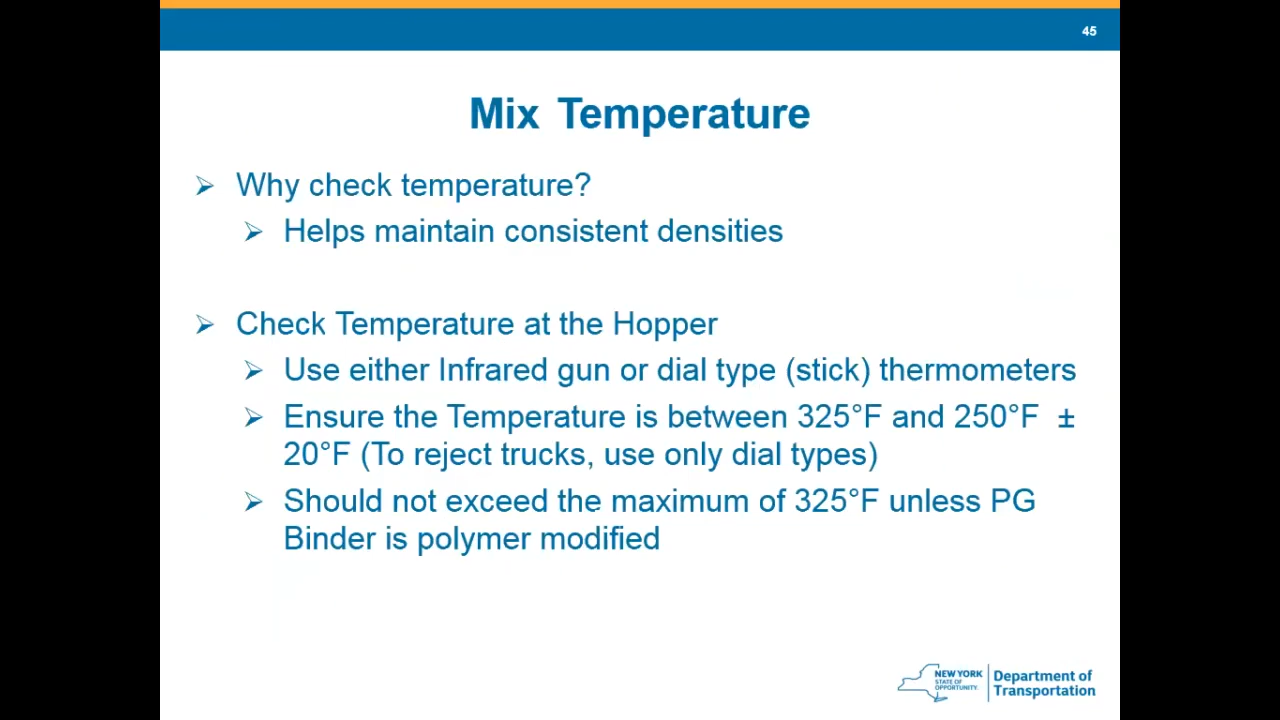 45
Mix Temperature
➢ Why check temperature?
➢ Helps maintain consistent densities
➢ Check Temperature at the Hopper
➢ Use either Infrared gun or dial type (stick) thermometers
➢ Ensure the Temperature is between 325°F and 250°F ±
20°F (To reject trucks, use only dial types)
➢ Should not exceed the maximum of 325°F unless PG
Binder is polymer modified
NEW YORK
STATE OF
OPPORTUNITY.
Department of
Transportation